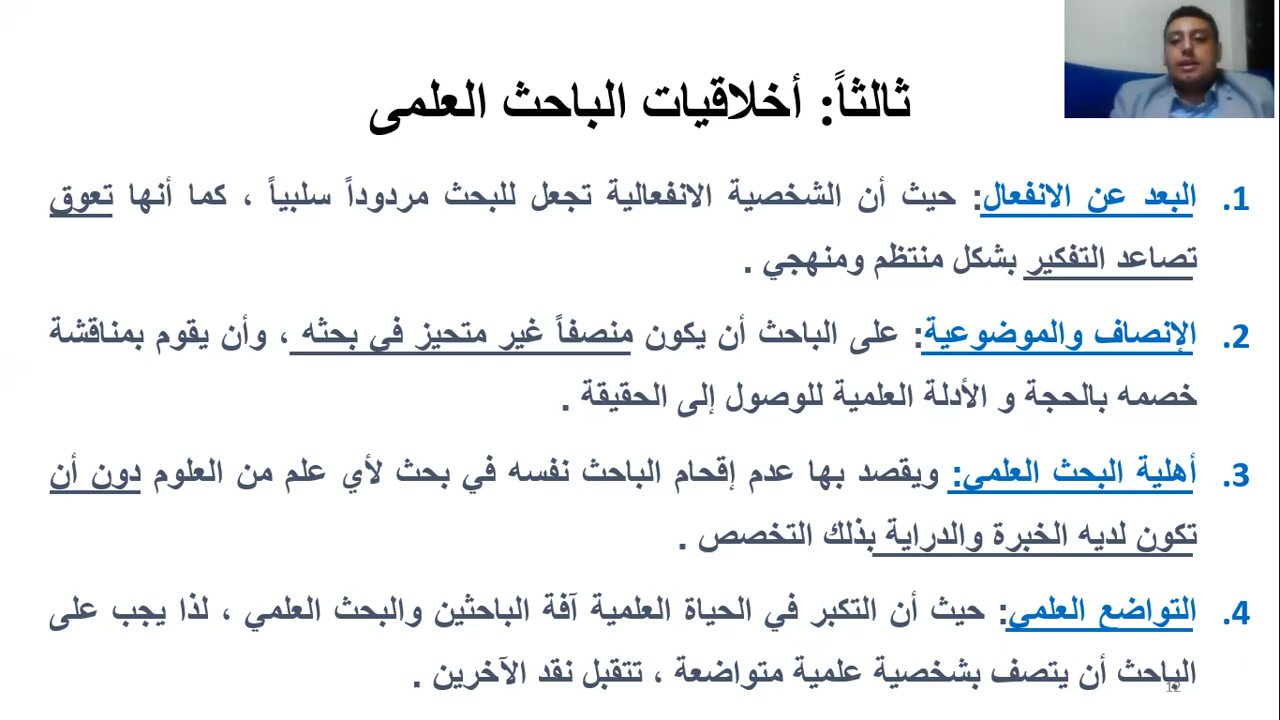 ثالثاً: أخلاقيات الباحث العلمى
1. البعد عن الانفعال: حيث أن الشخصية الانفعالية تجعل للبحث مردوداً سلبياً ، كما أنها تعوق
تصاعد التفكير بشكل منتظم ومنهجي .
2. الإنصاف والموضوعية: على الباحث أن يكون منصفاً غير متحيز في بحثه ، وأن يقوم بمناقشة
خصمه بالحجة و الأدلة العلمية للوصول إلى الحقيقة .
3. أهلية البحث العلمي: ويقصد بها عدم إقحام الباحث نفسه في بحث لأي علم من العلوم دون أن
تكون لديه الخبرة والدراية بذلك التخصص .
4. التواضع العلمي: حيث أن التكبر في الحياة العلمية آفة الباحثين والبحث العلمي ، لذا يجب على
الباحث أن يتصف بشخصية علمية متواضعة ، تتقبل نقد الآخرين .
12